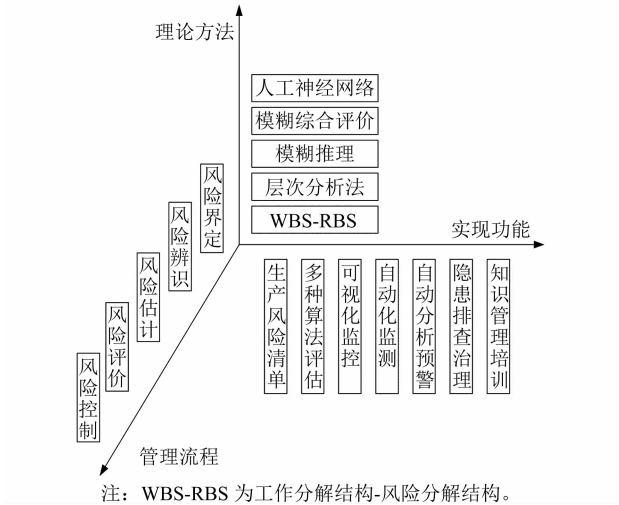 理论方法
人工神经网络
模糊综合评价
模糊推理
层次分析法
WBS-RBS
实现功能
风险界定
风险辨识
风险估计
风险评价
风险控制
生产风险清单
多种算法评估
可视化监控
自动化监测
自动分析预警
隐患排查治理
知识管理培训
管理流程
注：WBS-RBS 为工作分解结构-风险分解结构。